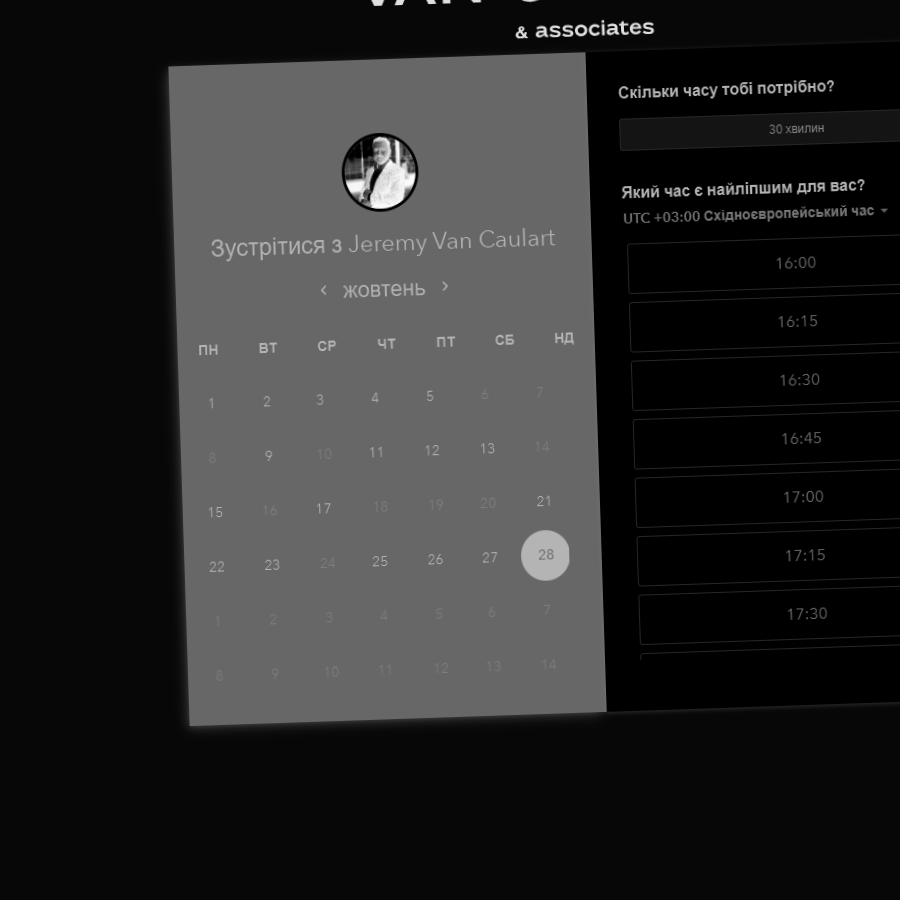 & associates
Зустрітися з Jeremy Van Caulart
‹ жовтень ›
ПН ВТ СР ЧТ ПТ СБ НД
1 2 3 4 5 6 7
8 9 10 11 12 13 14
15 16 17 18 19 20 21
22 23 24 25 26 27 28
1 2 3 4 5 6 7
8 9 10 11 12 13 14
Скільки часу тобі потрібно?
30 хвилин
Який час є найліпшим для вас?
UTC +03:00 Східноєвропейський час
16:00
16:15
16:30
16:45
17:00
17:15
17:30